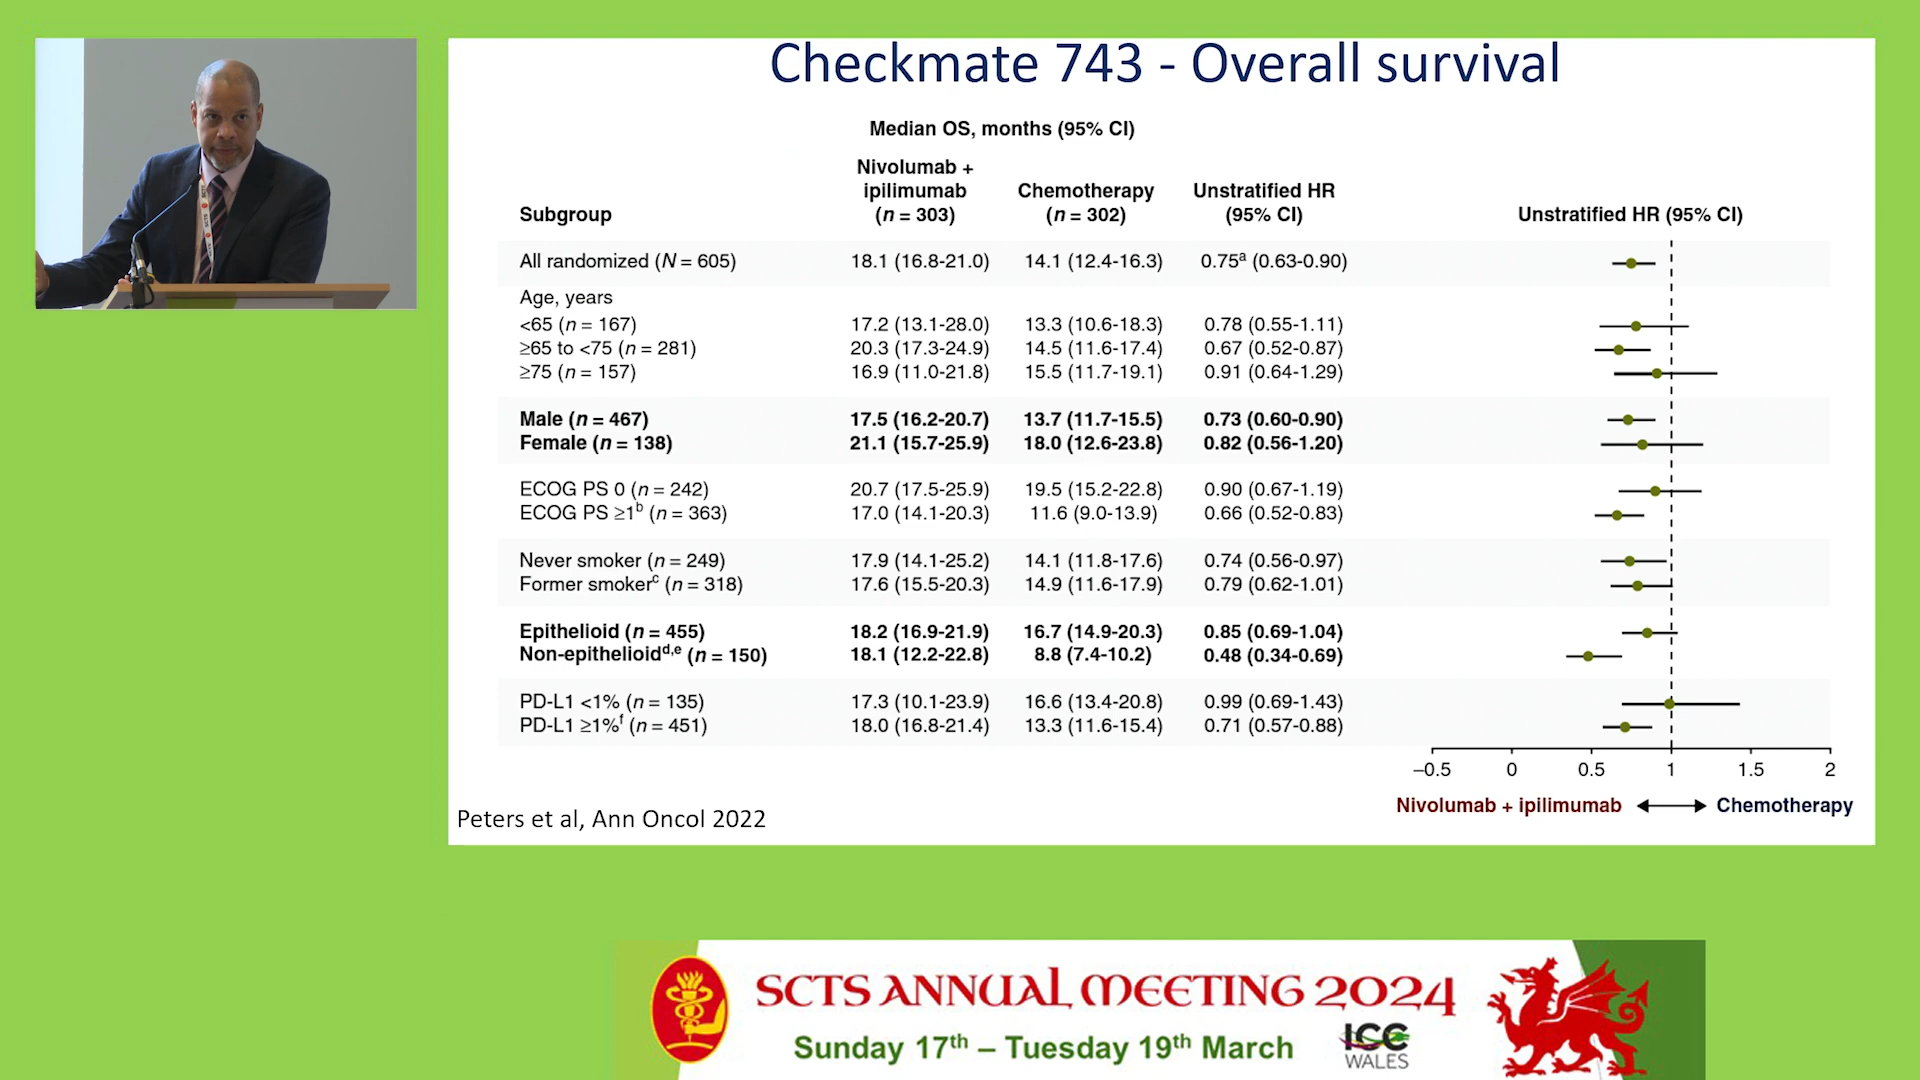 Checkmate 743 - Overall survival
Median OS, months (95% CI)
Subgroup
Nivolumab +
ipilimumab
(n = 303)
Chemotherapy
(n = 302)
Unstratified HR
(95% CI)
Unstratified HR (95% CI)
All randomized (N = 605) 18.1 (16.8-21.0) 14.1 (12.4-16.3) 0.75ᵃ (0.63-0.90)
Age, years
<65 (n = 167) 17.2 (13.1-28.0) 13.3 (10.6-18.3) 0.78 (0.55-1.11)
≥65 to <75 (n = 281) 20.3 (17.3-24.9) 14.5 (11.6-17.4) 0.67 (0.52-0.87)
≥75 (n = 157) 16.9 (11.0-21.8) 15.5 (11.7-19.1) 0.91 (0.64-1.29)
Male (n = 467) 17.5 (16.2-20.7) 13.7 (11.7-15.5) 0.73 (0.60-0.90)
Female (n = 138) 21.1 (15.7-25.9) 18.0 (12.6-23.8) 0.82 (0.56-1.20)
ECOG PS 0 (n = 242) 20.7 (17.5-25.9) 19.5 (15.2-22.8) 0.90 (0.67-1.19)
ECOG PS ≥1ᵇ (n = 363) 17.0 (14.1-20.3) 11.6 (9.0-13.9) 0.66 (0.52-0.83)
Never smoker (n = 249) 17.9 (14.1-25.2) 14.1 (11.8-17.6) 0.74 (0.56-0.97)
Former smokerᶜ (n = 318) 17.6 (15.5-20.3) 14.9 (11.6-17.9) 0.79 (0.62-1.01)
Epithelioid (n = 455) 18.2 (16.9-21.9) 16.7 (14.9-20.3) 0.85 (0.69-1.04)
Non-epithelioidᵈ,ᵉ (n = 150) 18.1 (12.2-22.8) 8.8 (7.4-10.2) 0.48 (0.34-0.69)
PD-L1 <1% (n = 135) 17.3 (10.1-23.9) 16.6 (13.4-20.8) 0.99 (0.69-1.43)
PD-L1 ≥1%ᶠ (n = 451) 18.0 (16.8-21.4) 13.3 (11.6-15.4) 0.71 (0.57-0.88)
–0.5 0 0.5 1 1.5 2
Nivolumab + ipilimumab ⟷ Chemotherapy
Peters et al, Ann Oncol 2022
SCTS
SCTS ANNUAL MEETING 2024
Sunday 17th – Tuesday 19th March
ICC
WALES